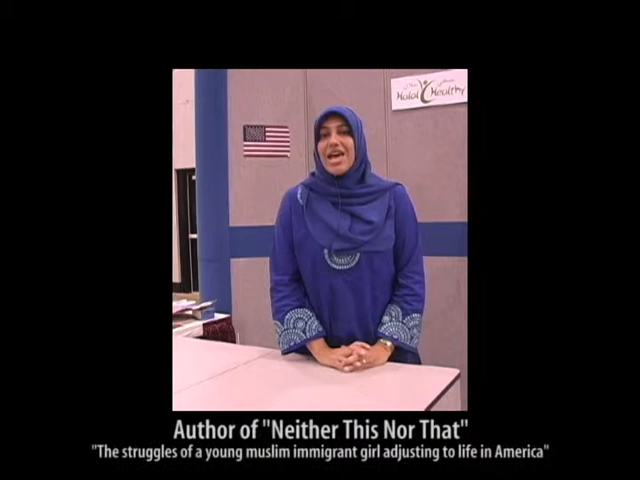 Halal Healthy
Author of "Neither This Nor That"
"The struggles of a young muslim immigrant girl adjusting to life in America"